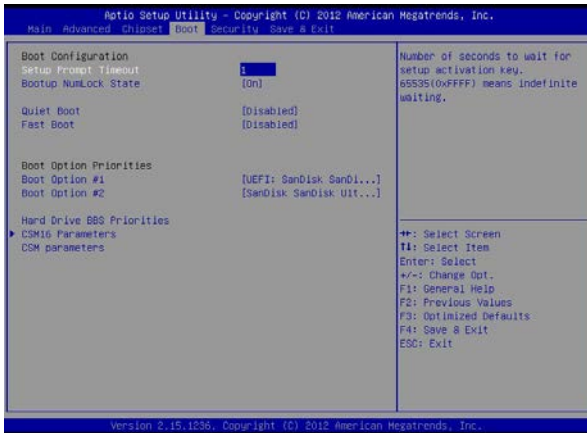 Aptio Setup Utility - Copyright (C) 2012 American Megatrends, Inc.
Main Advanced Chipset Boot Security Save & Exit
Boot Configuration
Setup Prompt Timeout 1
Bootup NumLock State [On]
Quiet Boot [Disabled]
Fast Boot [Disabled]
Boot Option Priorities
Boot Option #1 [UEFI: SanDisk SanDi...]
Boot Option #2 [SanDisk SanDisk Ult...]
Hard Drive BBS Priorities
CSM16 Parameters
CSM parameters
Number of seconds to wait for
setup activation key.
65535(0xFFFF) means indefinite
waiting.
→←: Select Screen
↑↓: Select Item
Enter: Select
+/-: Change Opt.
F1: General Help
F2: Previous Values
F3: Optimized Defaults
F4: Save & Exit
ESC: Exit
Version 2.15.1236. Copyright (C) 2012 American Megatrends, Inc.